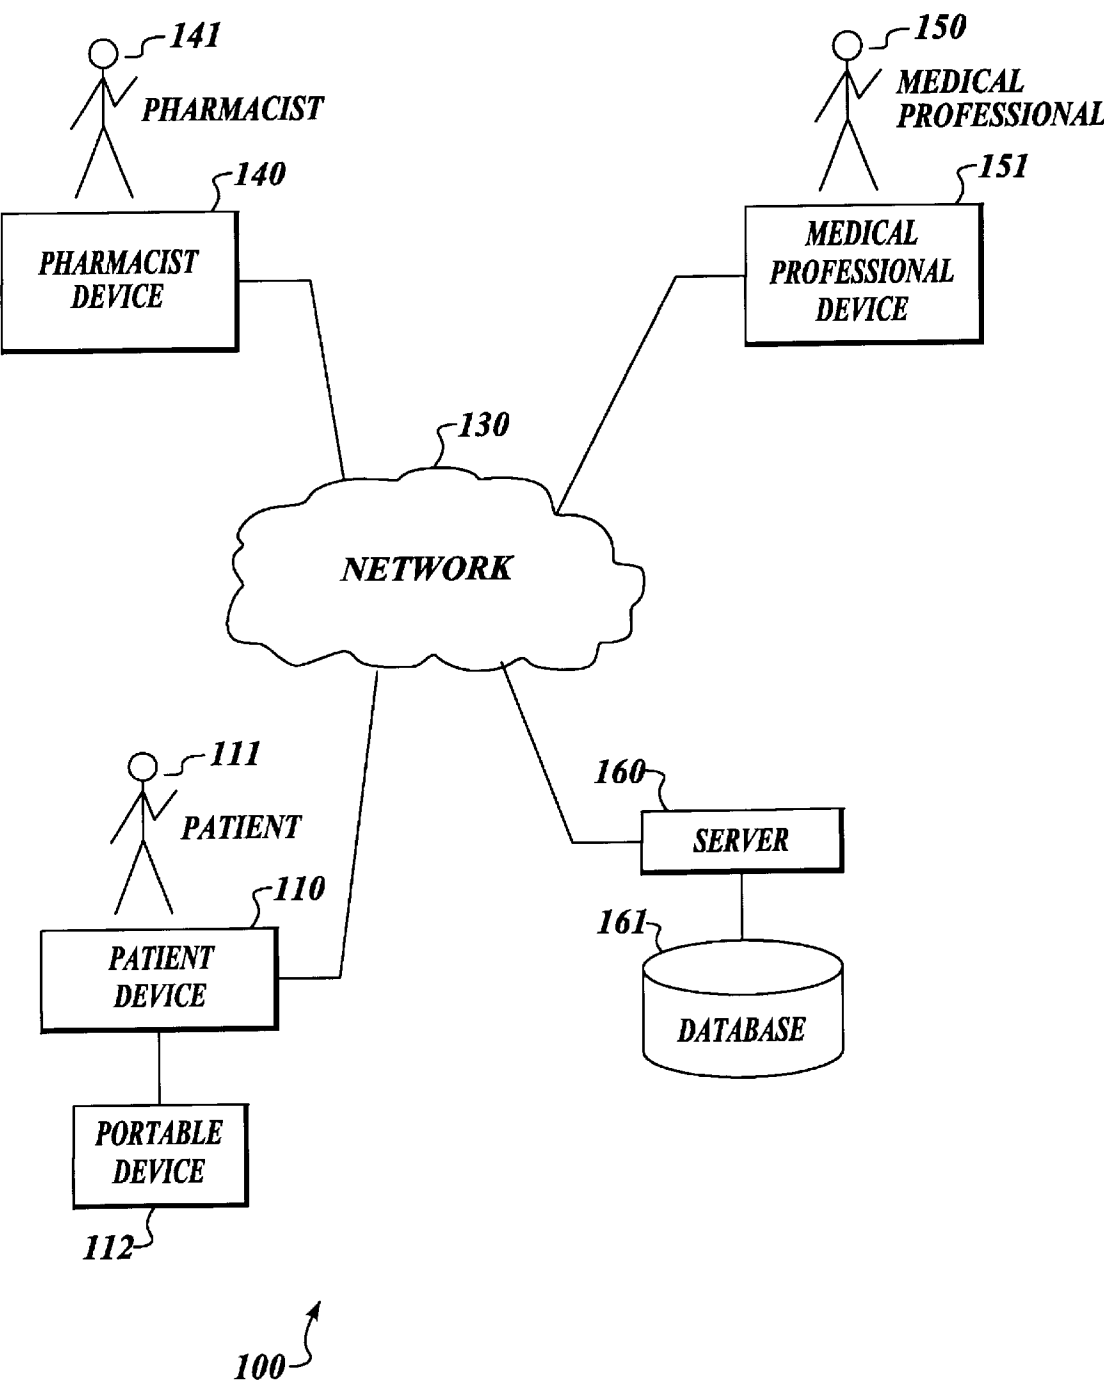 141
PHARMACIST
140
PHARMACIST
DEVICE
150
MEDICAL
PROFESSIONAL
151
MEDICAL
PROFESSIONAL
DEVICE
130
NETWORK
111
PATIENT
110
PATIENT
DEVICE
PORTABLE
DEVICE
112
160
SERVER
161
DATABASE
100